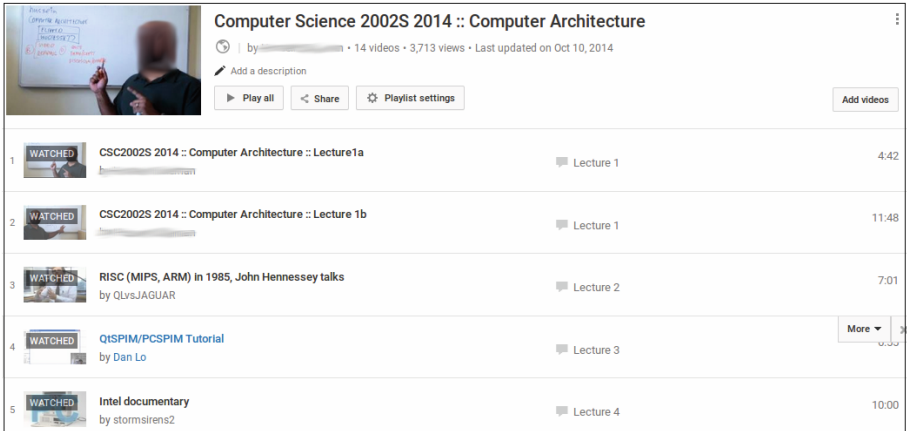 COMPUTER ARCHITECTURE
Computer Science 2002S 2014 :: Computer Architecture
by • 14 videos • 3,713 views • Last updated on Oct 10, 2014
Add a description
Play all Share Playlist settings
Add videos
1 WATCHED CSC2002S 2014 :: Computer Architecture :: Lecture1a Lecture 1 4:42
2 WATCHED CSC2002S 2014 :: Computer Architecture :: Lecture 1b Lecture 1 11:48
3 WATCHED RISC (MIPS, ARM) in 1985, John Hennessey talks Lecture 2 7:01
by QLvsJAGUAR
More
4 WATCHED QtSPIM/PCSPIM Tutorial Lecture 3
by Dan Lo
5 WATCHED Intel documentary Lecture 4 10:00
by stormsirens2